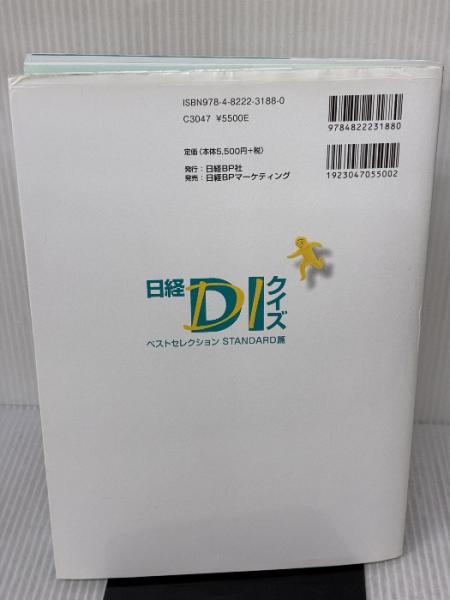 ISBN978-4-8222-3188-0
C3047 ¥5500E
定価(本体5,500円+税)
発行:日経BP社
発売:日経BPマーケティング
9784822231880
1923047055002
日経DIクイズ
ベストセレクション STANDARD篇